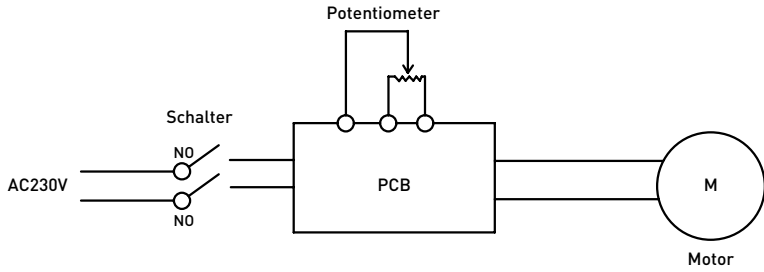 Potentiometer
Schalter
NO
AC230V
PCB
M
NO
Motor